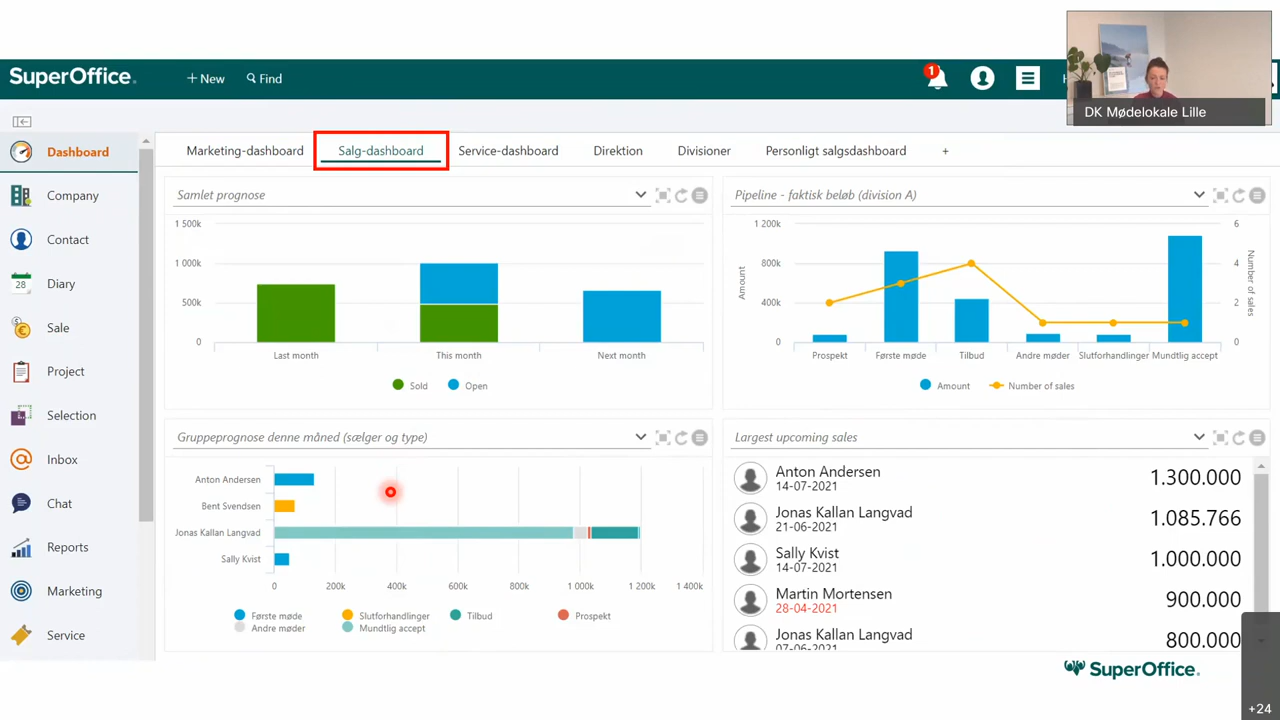 SuperOffice.
+ New
Find
1
DK Mødelokale Lille
Dashboard
Company
Contact
28
Diary
Sale
Project
Selection
Inbox
Chat
Reports
Marketing
Service
Marketing-dashboard
Salg-dashboard
Service-dashboard
Direktion
Divisioner
Personligt salgsdashboard
+
Samlet prognose
1 500k
1 000k
500k
0
Last month
This month
Next month
Sold
Open
Pipeline - faktisk beløb (division A)
1 200k
800k
400k
0
Amount
6
4
2
0
Number of sales
Prospekt
Første møde
Tilbud
Andre møder
Slutforhandlinger
Mundtlig accept
Amount
Number of sales
Gruppeprognose denne måned (sælger og type)
Anton Andersen
Bent Svendsen
Jonas Kallan Langvad
Sally Kvist
0 200k 400k 600k 800k 1 000k 1 200k 1 400k
Første møde
Slutforhandlinger
Tilbud
Prospekt
Andre møder
Mundtlig accept
Largest upcoming sales
Anton Andersen
14-07-2021
1.300.000
Jonas Kallan Langvad
21-06-2021
1.085.766
Sally Kvist
14-07-2021
1.000.000
Martin Mortensen
28-04-2021
900.000
Jonas Kallan Langvad
07-06-2021
800.000
SuperOffice.
+24